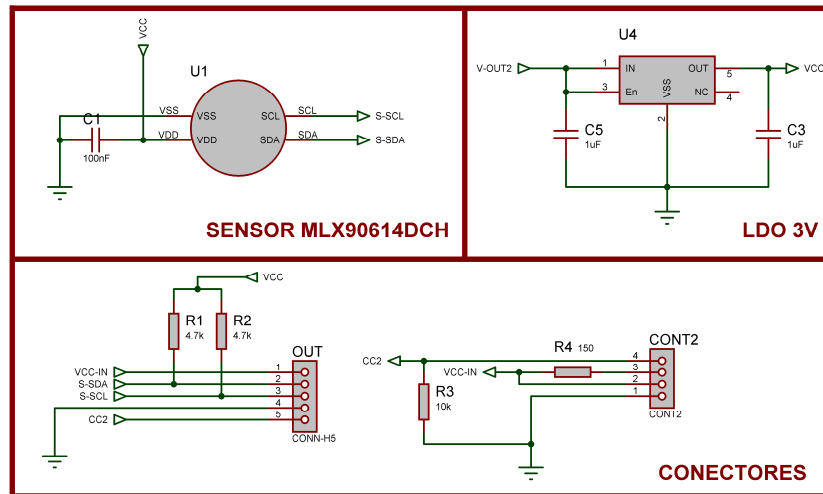 VCC
U1
VSS
VSS
SCL
SCL
S-SCL
C1
VDD
VDD
SDA
SDA
S-SDA
100nF
SENSOR MLX90614DCH
U4
V-OUT2
1
IN
OUT
5
VCC
3
En
VSS
NC
4
2
C5
1uF
C3
1uF
LDO 3V
VCC
R1
4.7k
R2
4.7k
OUT
VCC-IN
1
S-SDA
2
S-SCL
3
4
CC2
5
CONN-H5
CONT2
R4 150
CC2
4
VCC-IN
3
2
1
R3
10k
CONT2
CONECTORES